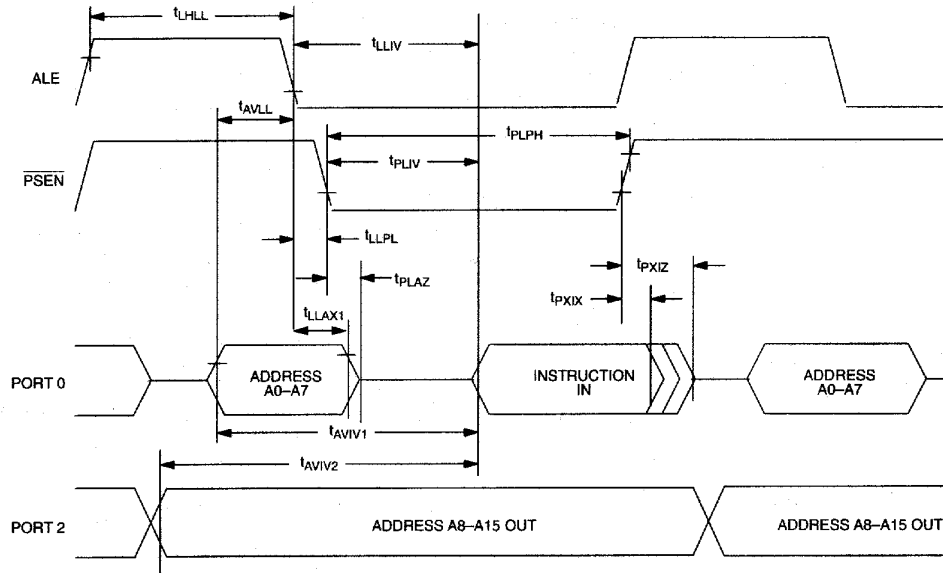 tLHLL
tLLIV
ALE
tAVLL
tPLPH
PSEN
tPLIV
tLLPL
tPLAZ
tPXIZ
tPXIX
tLLAX1
PORT 0
ADDRESS
A0–A7
INSTRUCTION
IN
ADDRESS
A0–A7
tAVIV1
tAVIV2
PORT 2
ADDRESS A8–A15 OUT
ADDRESS A8–A15 OUT